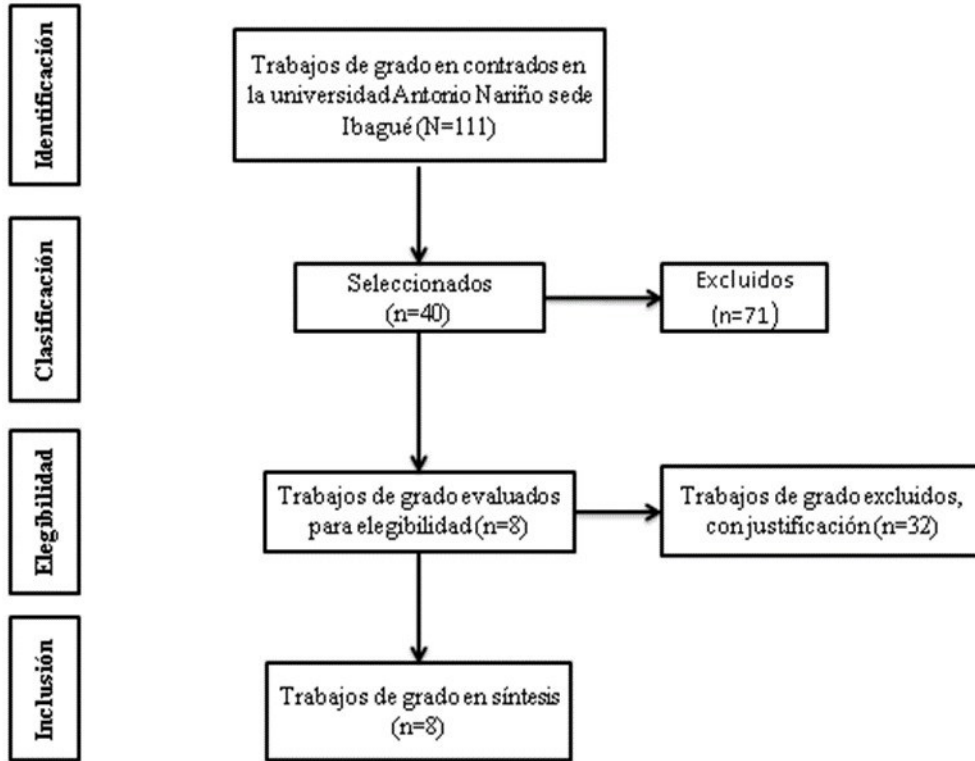 Identificación
Trabajos de grado en contrados en
la universidad Antonio Nariño sede
Ibagué (N=111)
Clasificación
Seleccionados
(n=40)
Excluidos
(n=71)
Elegibilidad
Trabajos de grado evaluados
para elegibilidad (n=8)
Trabajos de grado excluidos,
con justificación (n=32)
Inclusión
Trabajos de grado en síntesis
(n=8)